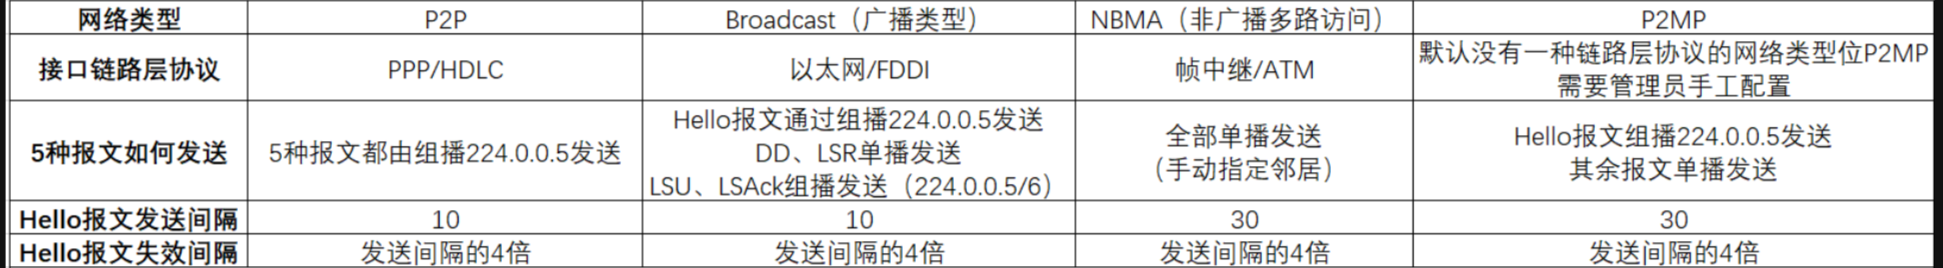 网络类型 P2P Broadcast（广播类型） NBMA（非广播多路访问） P2MP
接口链路层协议 PPP/HDLC 以太网/FDDI 帧中继/ATM 默认没有一种链路层协议的网络类型位P2MP
需要管理员手工配置
5种报文如何发送 5种报文都由组播224.0.0.5发送
Hello报文通过组播224.0.0.5发送
DD、LSR单播发送
LSU、LSAck组播发送（224.0.0.5/6）
全部单播发送
（手动指定邻居）
Hello报文组播224.0.0.5发送
其余报文单播发送
Hello报文发送间隔 10 10 30 30
Hello报文失效间隔 发送间隔的4倍 发送间隔的4倍 发送间隔的4倍 发送间隔的4倍